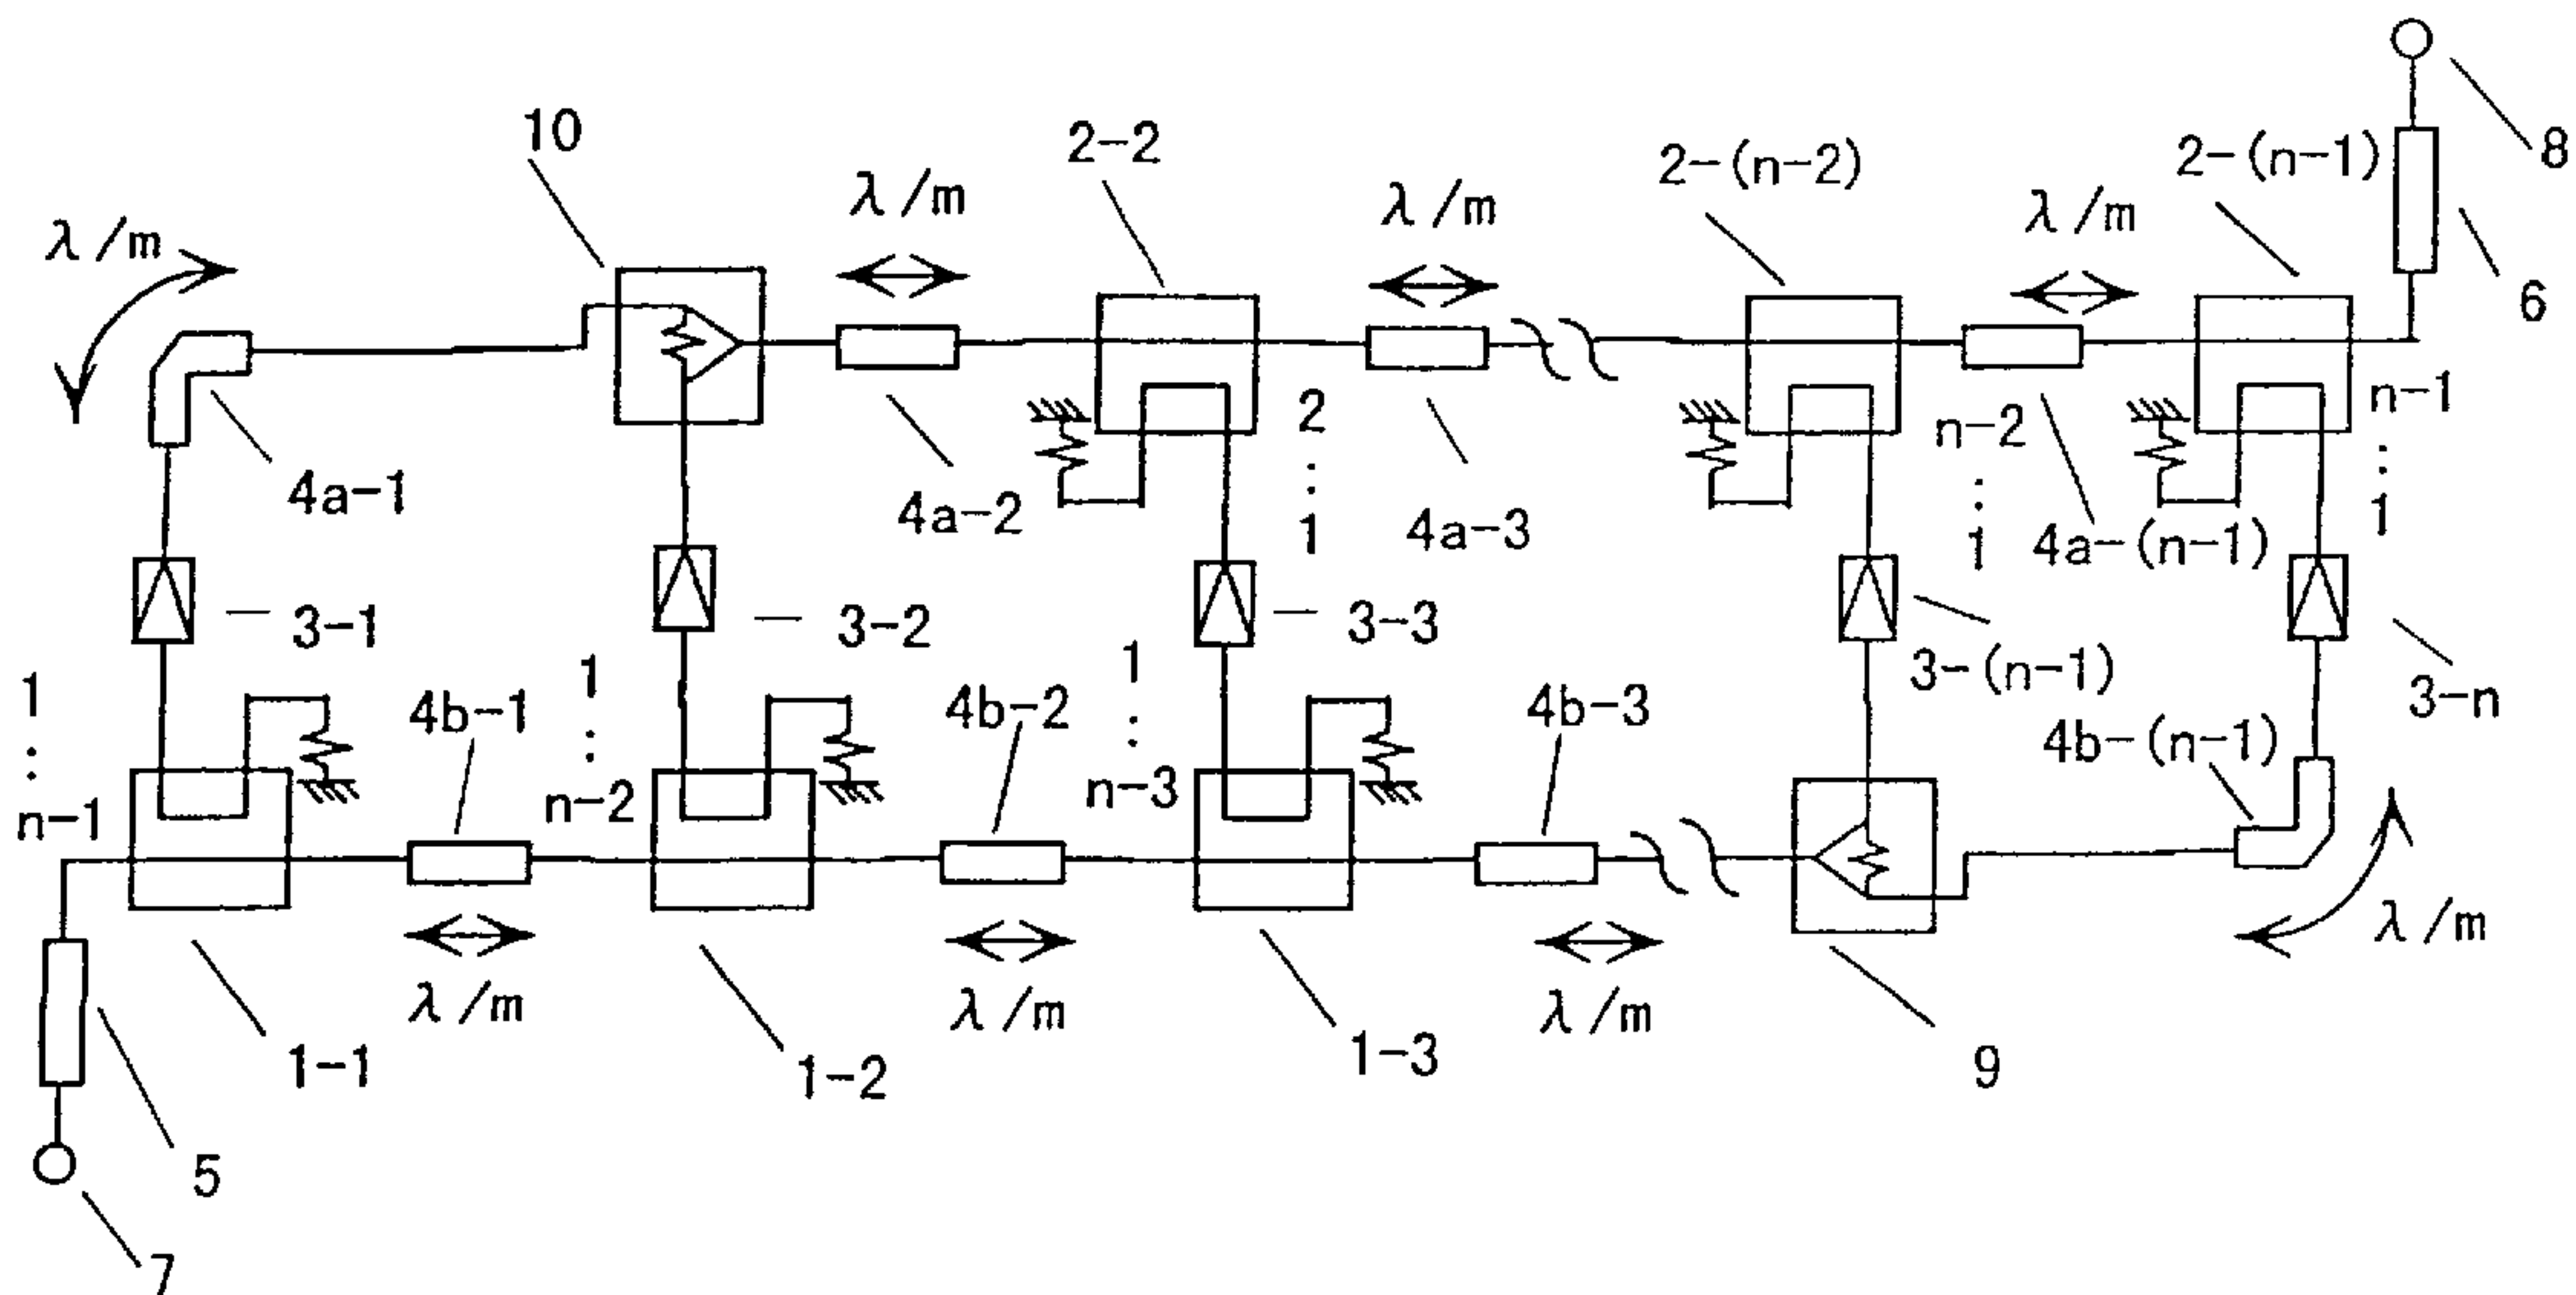 8
10
2-2
2-(n-2)
2-(n-1)
λ/m
λ/m
λ/m
λ/m
6
4a-1
4a-2
2
:
1
4a-3
n-2
:
1
4a-(n-1)
n-1
:
1
3-1
3-2
3-3
3-(n-1)
3-n
1
:
n-1
4b-1
1
:
n-2
4b-2
1
:
n-3
4b-3
4b-(n-1)
λ/m
λ/m
λ/m
λ/m
1-1
1-2
1-3
9
5
7